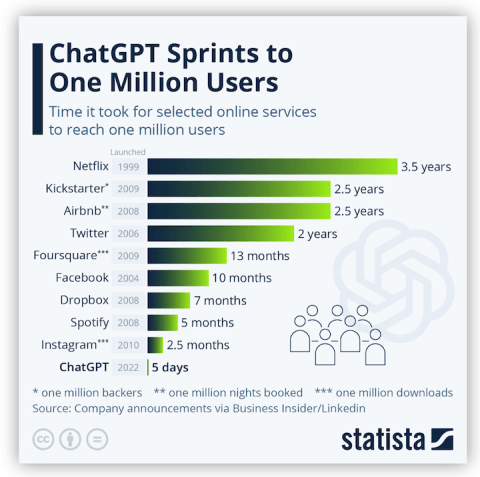 ChatGPT Sprints to
One Million Users
Time it took for selected online services
to reach one million users
Launched
Netflix 1999 3.5 years
Kickstarter* 2009 2.5 years
Airbnb** 2008 2.5 years
Twitter 2006 2 years
Foursquare*** 2009 13 months
Facebook 2004 10 months
Dropbox 2008 7 months
Spotify 2008 5 months
Instagram*** 2010 2.5 months
ChatGPT 2022 5 days
* one million backers ** one million nights booked *** one million downloads
Source: Company announcements via Business Insider/Linkedin
cc
statista